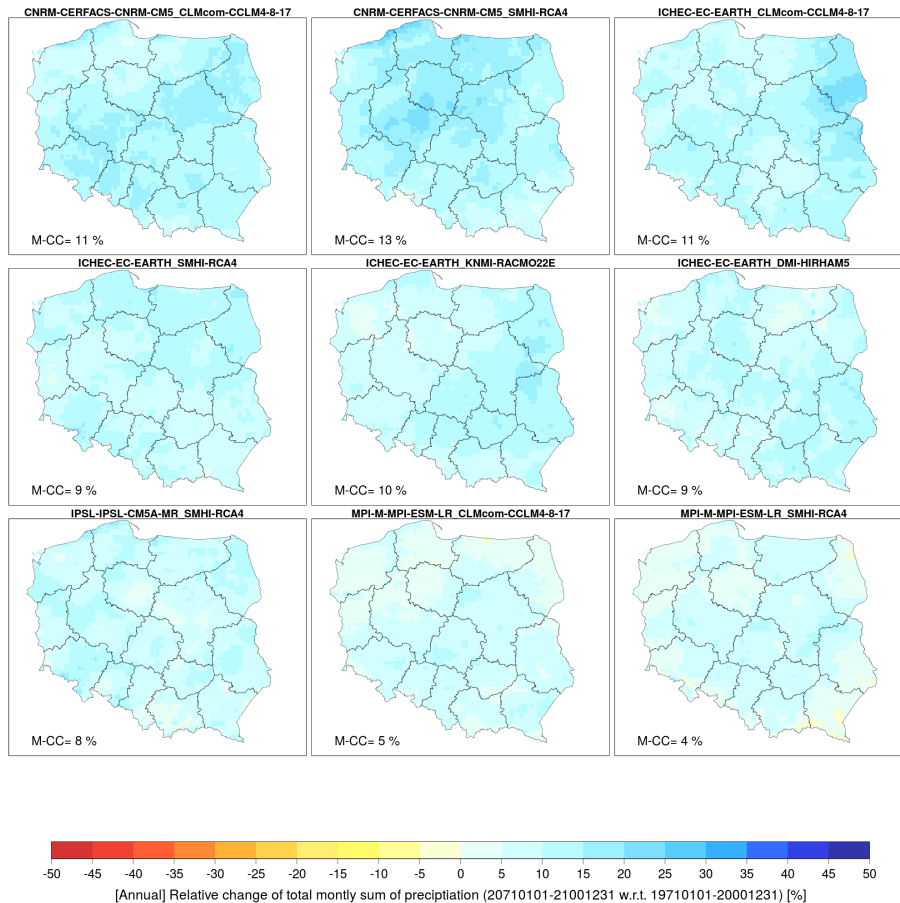 CNRM-CERFACS-CNRM-CM5_CLMcom-CCLM4-8-17 CNRM-CERFACS-CNRM-CM5_SMHI-RCA4 ICHEC-EC-EARTH_CLMcom-CCLM4-8-17
M-CC= 11 % M-CC= 13 % M-CC= 11 %
ICHEC-EC-EARTH_SMHI-RCA4 ICHEC-EC-EARTH_KNMI-RACMO22E ICHEC-EC-EARTH_DMI-HIRHAM5
M-CC= 9 % M-CC= 10 % M-CC= 9 %
IPSL-IPSL-CM5A-MR_SMHI-RCA4 MPI-M-MPI-ESM-LR_CLMcom-CCLM4-8-17 MPI-M-MPI-ESM-LR_SMHI-RCA4
M-CC= 8 % M-CC= 5 % M-CC= 4 %
-50 -45 -40 -35 -30 -25 -20 -15 -10 -5 0 5 10 15 20 25 30 35 40 45 50
[Annual] Relative change of total montly sum of preciptiation (20710101-21001231 w.r.t. 19710101-20001231) [%]